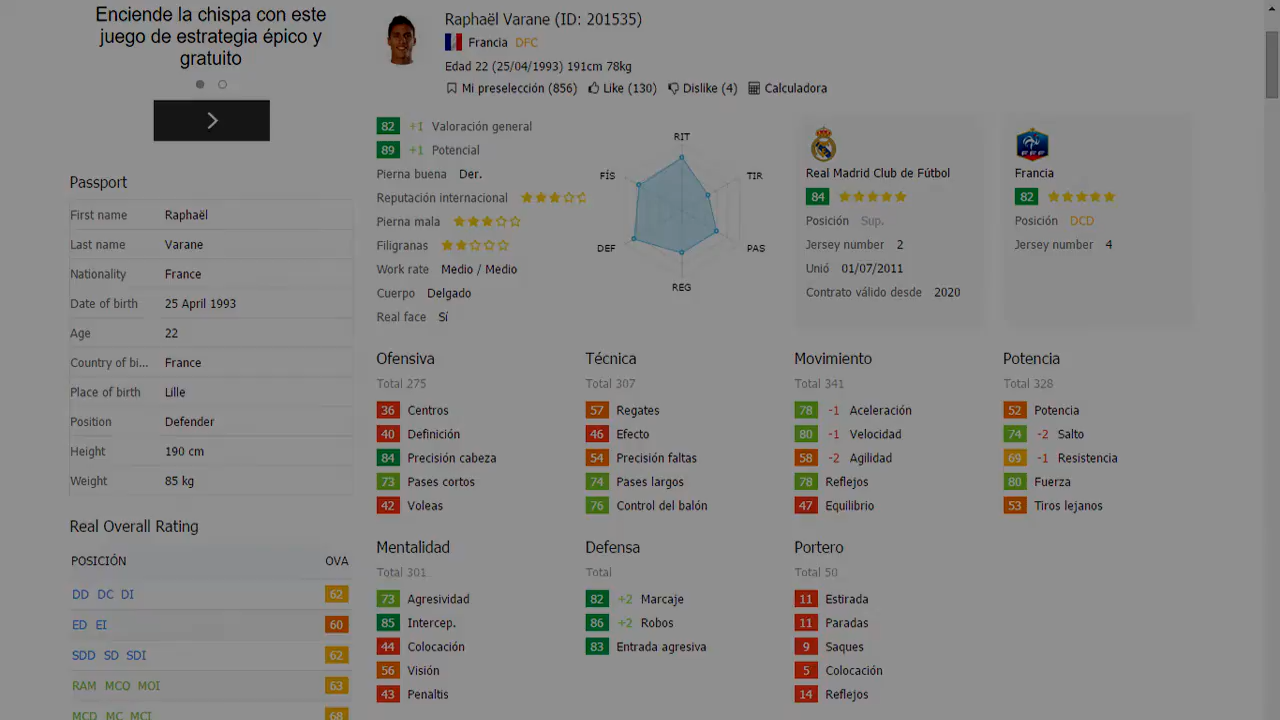 Enciende la chispa con este
juego de estrategia épico y
gratuito
Passport
First name Raphaël
Last name Varane
Nationality France
Date of birth 25 April 1993
Age 22
Country of bi... France
Place of birth Lille
Position Defender
Height 190 cm
Weight 85 kg
Real Overall Rating
POSICIÓN OVA
DD DC DI 62
ED EI 60
SDD SD SDI 62
RAM MCO MOI 63
MCD MC MCI 68
Raphaël Varane (ID: 201535)
Francia DFC
Edad 22 (25/04/1993) 191cm 78kg
Mi preselección (856) Like (130) Dislike (4) Calculadora
82 +1 Valoración general
89 +1 Potencial
Pierna buena Der.
Reputación internacional
Pierna mala
Filigranas
Work rate Medio / Medio
Cuerpo Delgado
Real face Sí
RIT
FÍS TIR
DEF PAS
REG
Real Madrid Club de Fútbol
84
Posición Sup.
Jersey number 2
Unió 01/07/2011
Contrato válido desde 2020
Francia
82
Posición DCD
Jersey number 4
Ofensiva
Total 275
36 Centros
40 Definición
84 Precisión cabeza
73 Pases cortos
42 Voleas
Técnica
Total 307
57 Regates
46 Efecto
54 Precisión faltas
74 Pases largos
76 Control del balón
Movimiento
Total 341
78 -1 Aceleración
80 -1 Velocidad
58 -2 Agilidad
78 Reflejos
47 Equilibrio
Potencia
Total 328
52 Potencia
74 -2 Salto
69 -1 Resistencia
80 Fuerza
53 Tiros lejanos
Mentalidad
Total 301
73 Agresividad
85 Intercep.
44 Colocación
56 Visión
43 Penaltis
Defensa
Total
82 +2 Marcaje
86 +2 Robos
83 Entrada agresiva
Portero
Total 50
11 Estirada
11 Paradas
9 Saques
5 Colocación
14 Reflejos